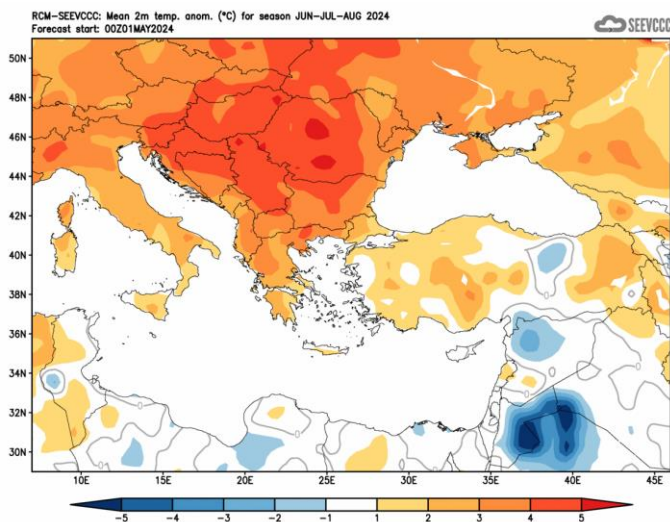 RCM-SEEVCCC: Mean 2m temp. anom. (°C) for season JUN-JUL-AUG 2024
Forecast start: 00Z01MAY2024
SEEVCCC
50N
48N
46N
44N
42N
40N
38N
36N
34N
32N
30N
10E 15E 20E 25E 30E 35E 40E 45E
-5 -4 -3 -2 -1 1 2 3 4 5